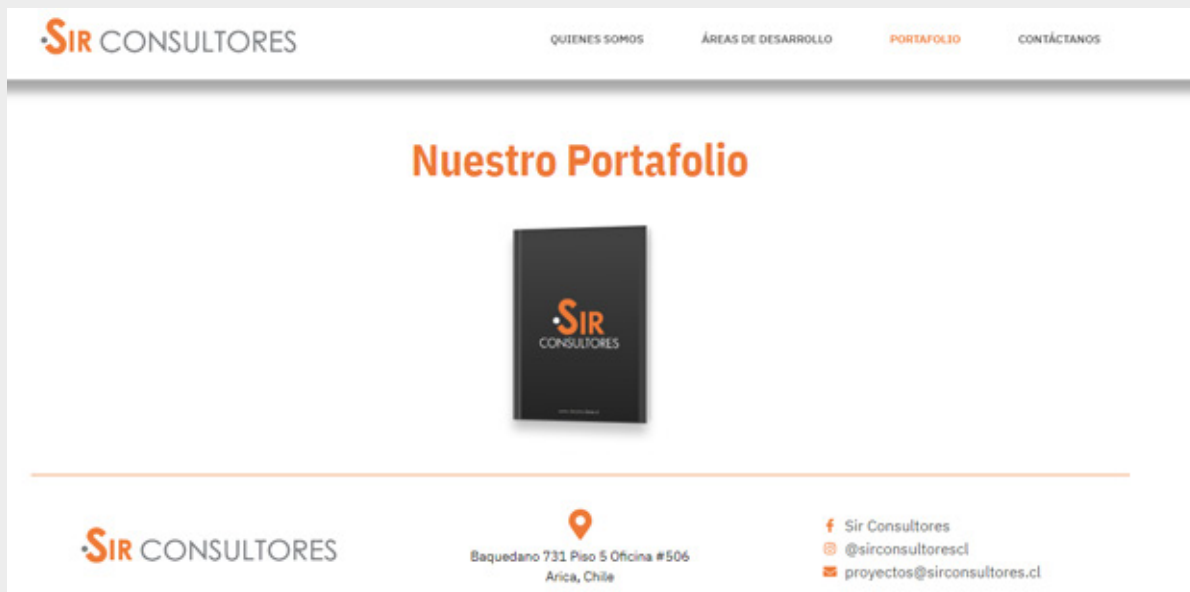 SIR CONSULTORES
QUIENES SOMOS
ÁREAS DE DESARROLLO
PORTAFOLIO
CONTÁCTANOS
Nuestro Portafolio
SIR
CONSULTORES
SIR CONSULTORES
Baquedano 731 Piso 5 Oficina #506
Arica, Chile
Sir Consultores
@sirconsultorescl
proyectos@sirconsultores.cl